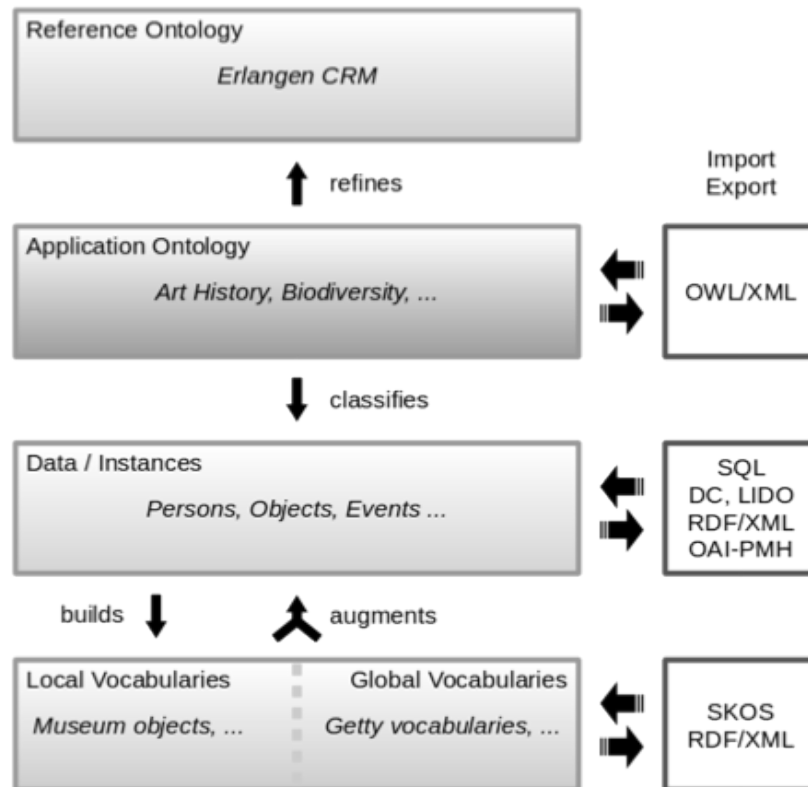 Reference Ontology
Erlangen CRM
refines
Import
Export
Application Ontology
Art History, Biodiversity, ...
OWL/XML
classifies
Data / Instances
Persons, Objects, Events ...
SQL
DC, LIDO
RDF/XML
OAI-PMH
builds
augments
Local Vocabularies
Museum objects, ...
Global Vocabularies
Getty vocabularies, ...
SKOS
RDF/XML